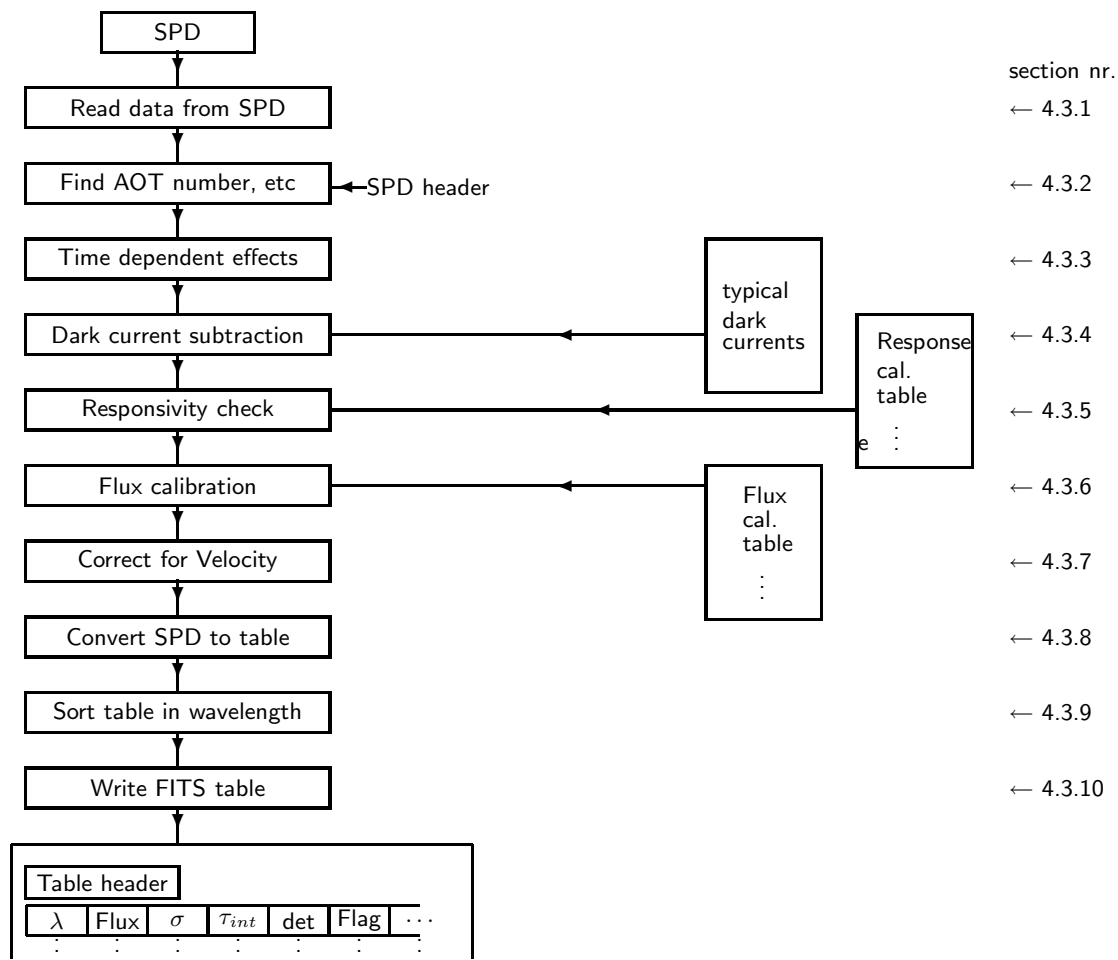 SPD
section nr.
Read data from SPD
← 4.3.1
Find AOT number, etc
SPD header
← 4.3.2
Time dependent effects
← 4.3.3
typical
dark
currents
Dark current subtraction
← 4.3.4
Response
cal.
table
⋮
e
Responsivity check
← 4.3.5
Flux calibration
← 4.3.6
Flux
cal.
table
⋮
Correct for Velocity
← 4.3.7
Convert SPD to table
← 4.3.8
Sort table in wavelength
← 4.3.9
Write FITS table
← 4.3.10
Table header
λ Flux σ τ_int det Flag ⋯
⋮ ⋮ ⋮ ⋮ ⋮ ⋮ ⋮